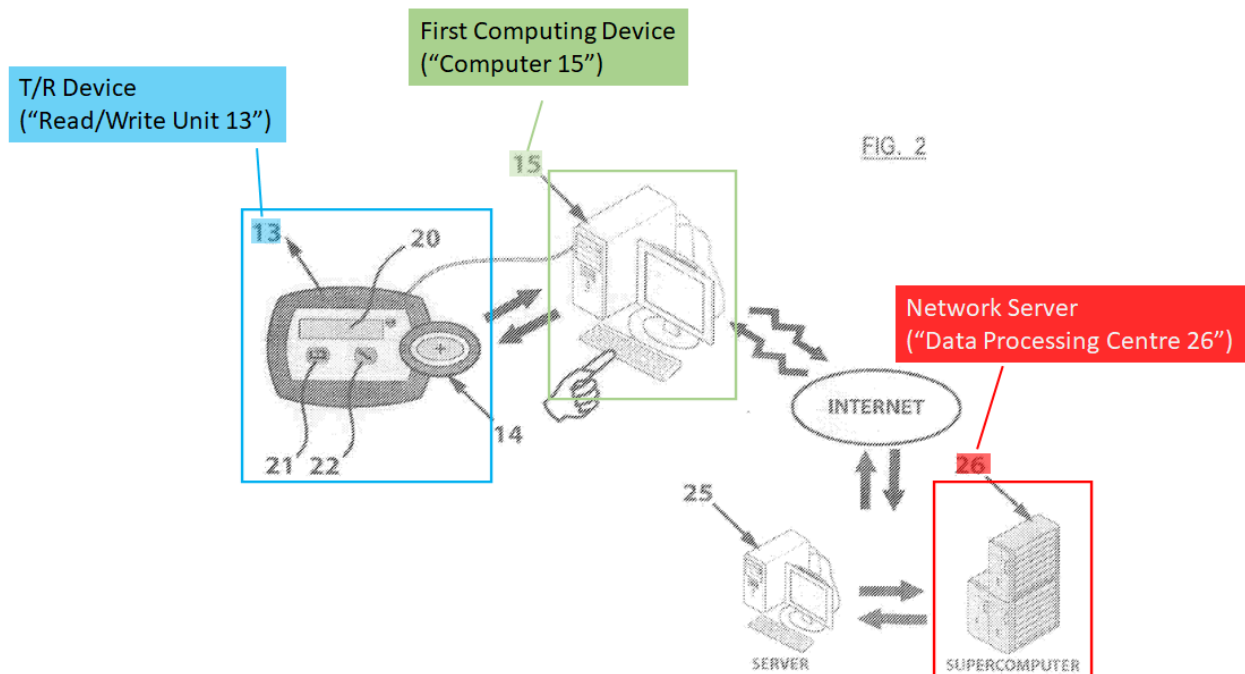 First Computing Device
(“Computer 15”)
T/R Device
(“Read/Write Unit 13”)
FIG. 2
15
13
20
Network Server
(“Data Processing Centre 26”)
INTERNET
14
21 22
26
25
SERVER
SUPERCOMPUTER